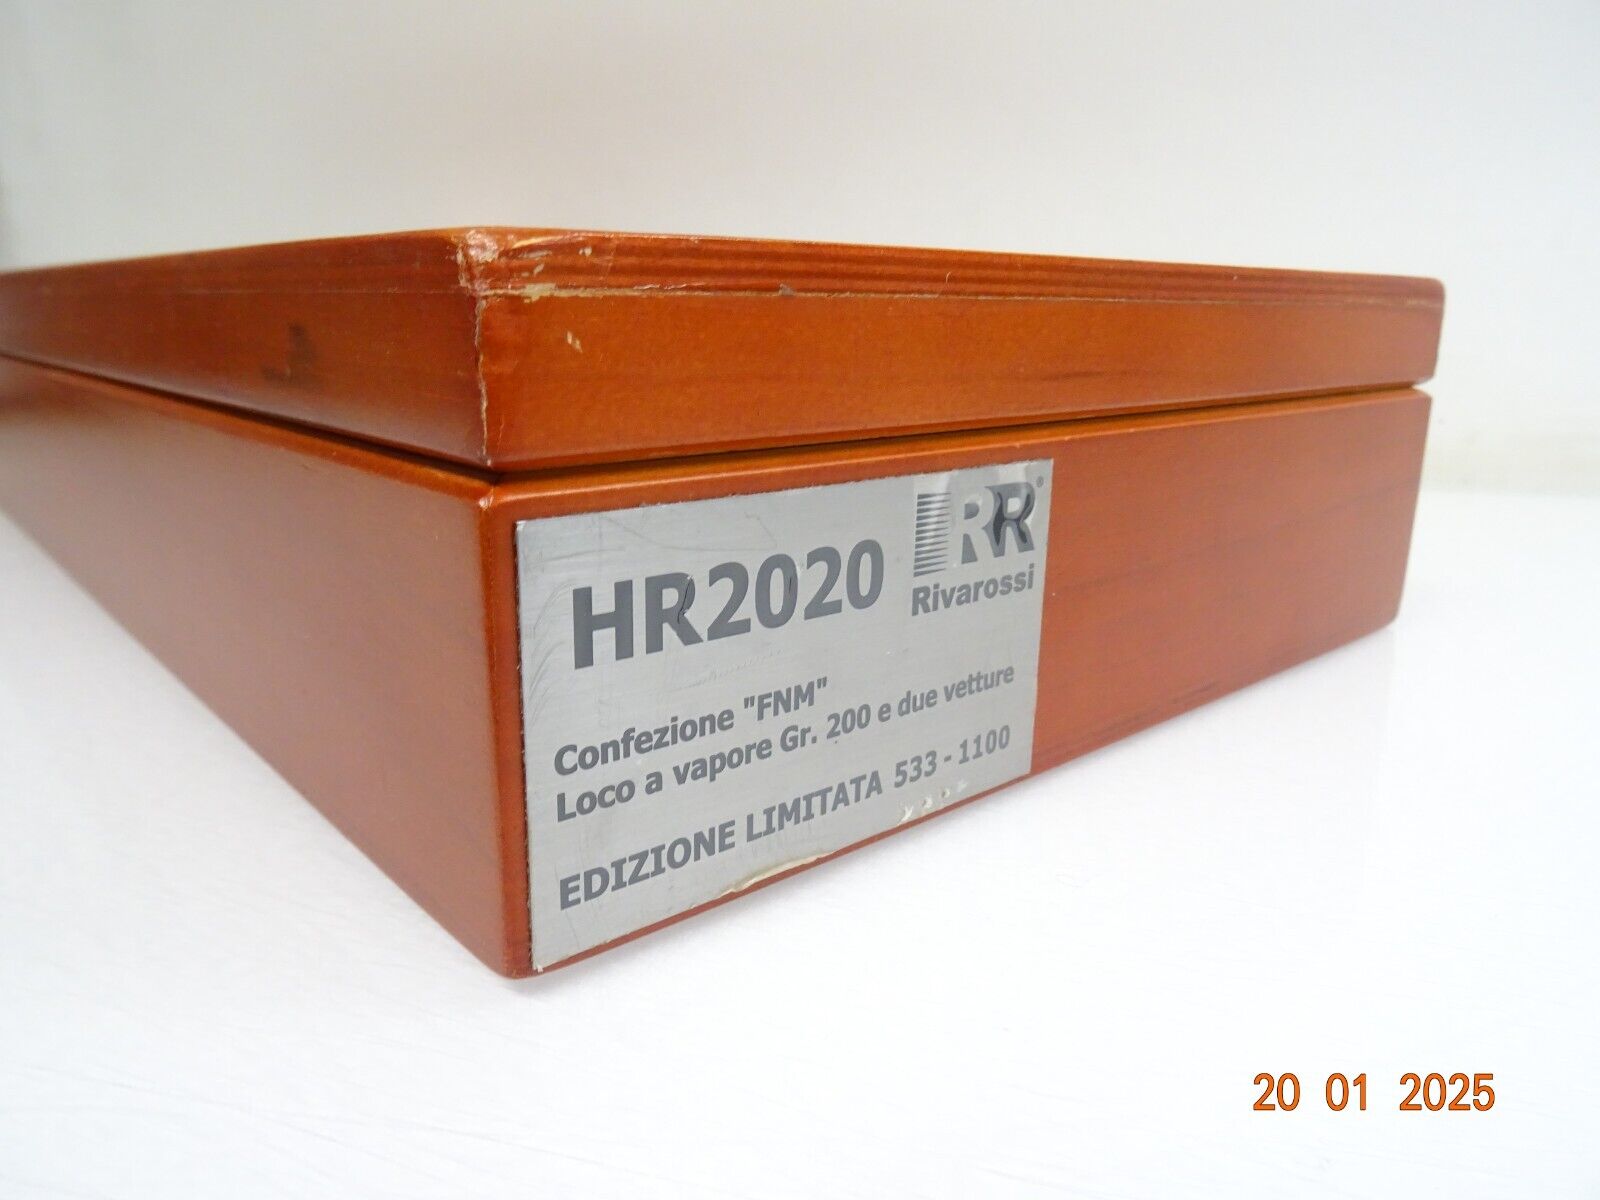 RR®
HR2020
Rivarossi
Confezione "FNM"
Loco a vapore Gr. 200 e due vetture
EDIZIONE LIMITATA 533 - 1100
20 01 2025